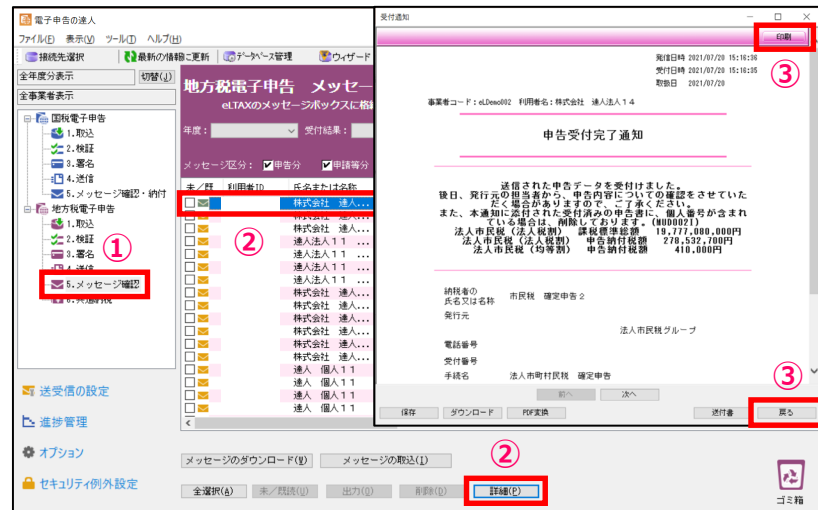 電子申告の達人
ファイル(F) 表示(V) ツール(T) ヘルプ(H)
接続先選択 最新の情報に更新 データベース管理 ウィザード
全年度分表示 切替(J)
全事業者表示
国税電子申告
1.取込
2.検証
3.署名
4.送信
5.メッセージ確認・納付
地方税電子申告
1.取込
2.検証
3.署名
4.送信
5.メッセージ確認
①
送受信の設定
進捗管理
オプション
セキュリティ例外設定
地方税電子申告 メッセー
eLTAXのメッセージボックスに格納
年度: 受付結果:
メッセージ区分: 申告分 申請等分
未/既 利用者ID 氏名または名称
株式会社 達人...
②
株式会社 達人...
株式会社 達人...
達人法人11 ...
達人法人11 ...
達人法人11 ...
達人法人11 ...
株式会社 達人...
株式会社 達人...
株式会社 達人...
株式会社 達人...
株式会社 達人...
株式会社 達人...
達人 個人11
達人 個人11
達人 個人11
達人 個人11
メッセージのダウンロード(W) メッセージの取込(I)
②
全選択(A) 未/既読(U) 出力(O) 削除(D) 詳細(P)
ゴミ箱
受付通知
印刷
③
発信日時 2021/07/20 15:16:36
受付日時 2021/07/20 15:16:35
取扱日 2021/07/20
事業者コード:eLDemo002 利用者名:株式会社 達人法人14
申告受付完了通知
送信された申告データを受付けました。
後日、発行元の担当者から、申告内容についての確認をさせていた
だく場合がありますので、ご了承ください。
また、本通知に添付された受付済みの申告書に、個人番号が含まれ
ている場合は、削除しております。(MUD0021)
法人市民税(法人税割) 課税標準総額 19,777,080,000円
法人市民税(法人税割) 申告納付税額 278,532,700円
法人市民税(均等割) 申告納付税額 410,000円
納税者の
氏名又は名称 市民税 確定申告2
発行元
法人市民税グループ
電話番号
受付番号
手続名 法人市町村民税 確定申告
前へ 次へ
③
保存 ダウンロード PDF変換 送付書 戻る